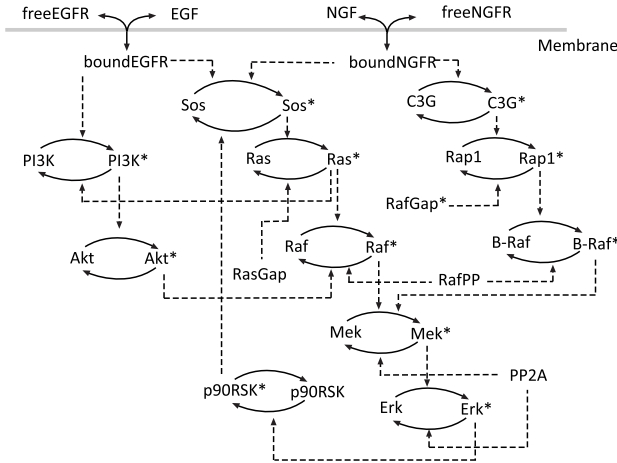 freeEGFR EGF NGF freeNGFR
Membrane
boundEGFR boundNGFR
Sos Sos* C3G C3G*
PI3K PI3K* Ras Ras* Rap1 Rap1*
RafGap*
Akt Akt* Raf Raf* B-Raf B-Raf*
RasGap RafPP
Mek Mek*
PP2A
p90RSK* p90RSK
Erk Erk*